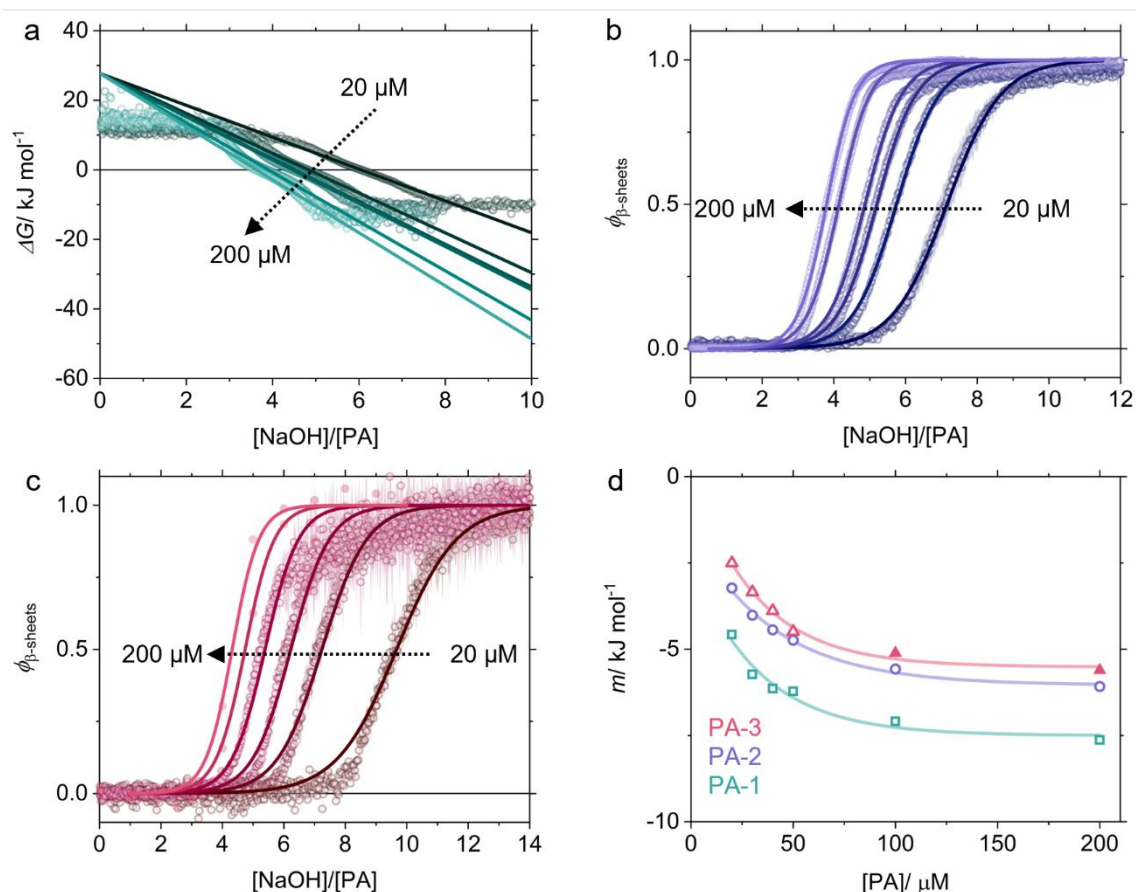 a
ΔG/ kJ mol⁻¹
40
20
0
-20
-40
-60
20 µM
200 µM
0 2 4 6 8 10
[NaOH]/[PA]
b
ϕβ-sheets
1.0
0.5
0.0
200 µM
20 µM
0 2 4 6 8 10 12
[NaOH]/[PA]
c
ϕβ-sheets
1.0
0.5
0.0
200 µM
20 µM
0 2 4 6 8 10 12 14
[NaOH]/[PA]
d
m/ kJ mol⁻¹
0
-5
-10
PA-3
PA-2
PA-1
0 50 100 150 200
[PA]/ µM